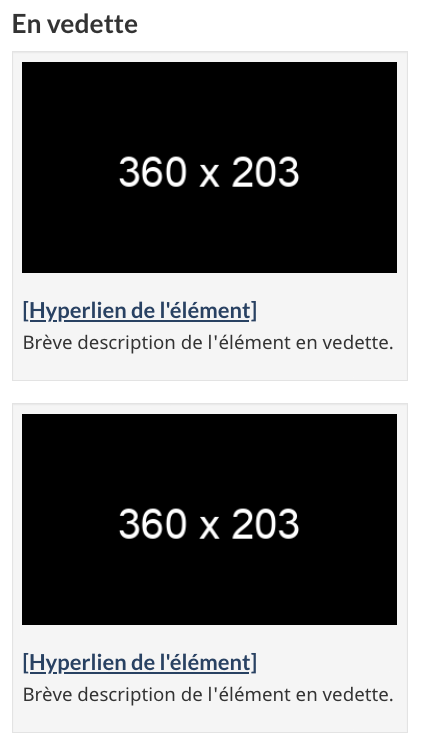 En vedette
360 x 203
[Hyperlien de l'élément]
Brève description de l'élément en vedette.
360 x 203
[Hyperlien de l'élément]
Brève description de l'élément en vedette.